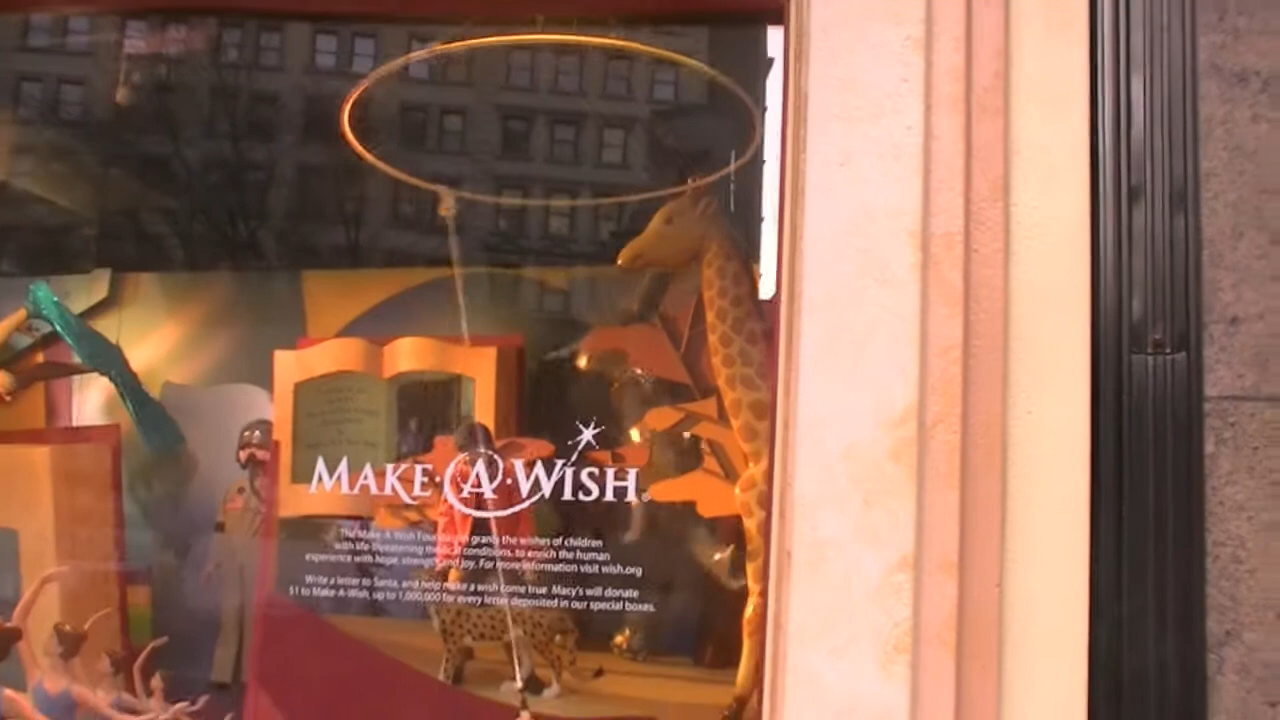 MAKE·A·WISH®
The Make-A-Wish Foundation grants the wishes of children
with life-threatening medical conditions, to enrich the human
experience with hope, strength and joy. For more information visit wish.org
Write a letter to Santa, and help make a wish come true. Macy's will donate
$1 to Make-A-Wish, up to 1,000,000 for every letter deposited in our special boxes.